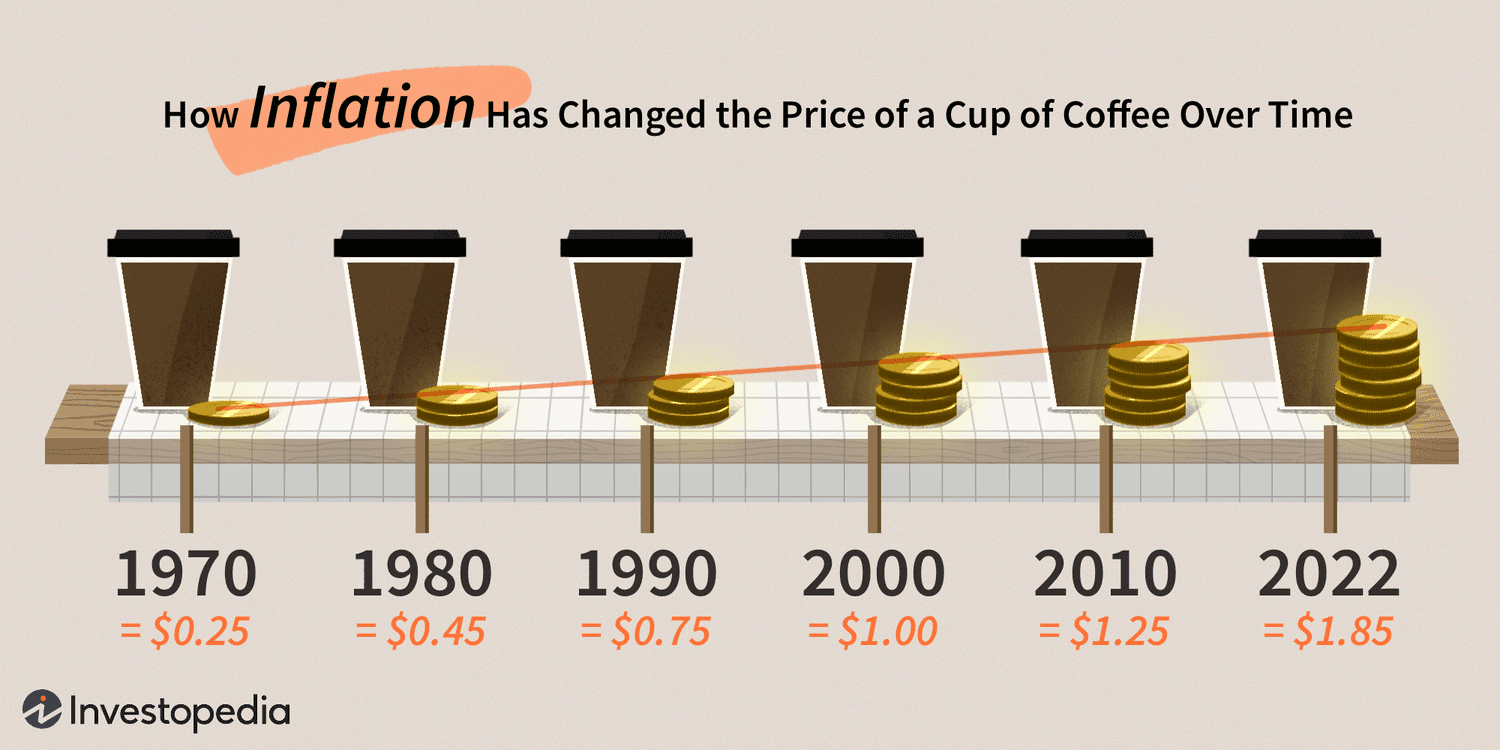 How Inflation Has Changed the Price of a Cup of Coffee Over Time
1970 1980 1990 2000 2010 2022
= $0.25 = $0.45 = $0.75 = $1.00 = $1.25 = $1.85
Investopedia